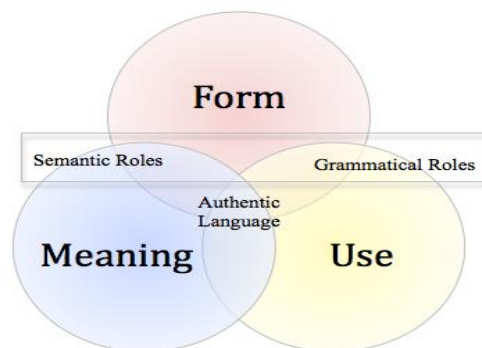 Form
Semantic Roles
Grammatical Roles
Authentic
Language
Meaning
Use